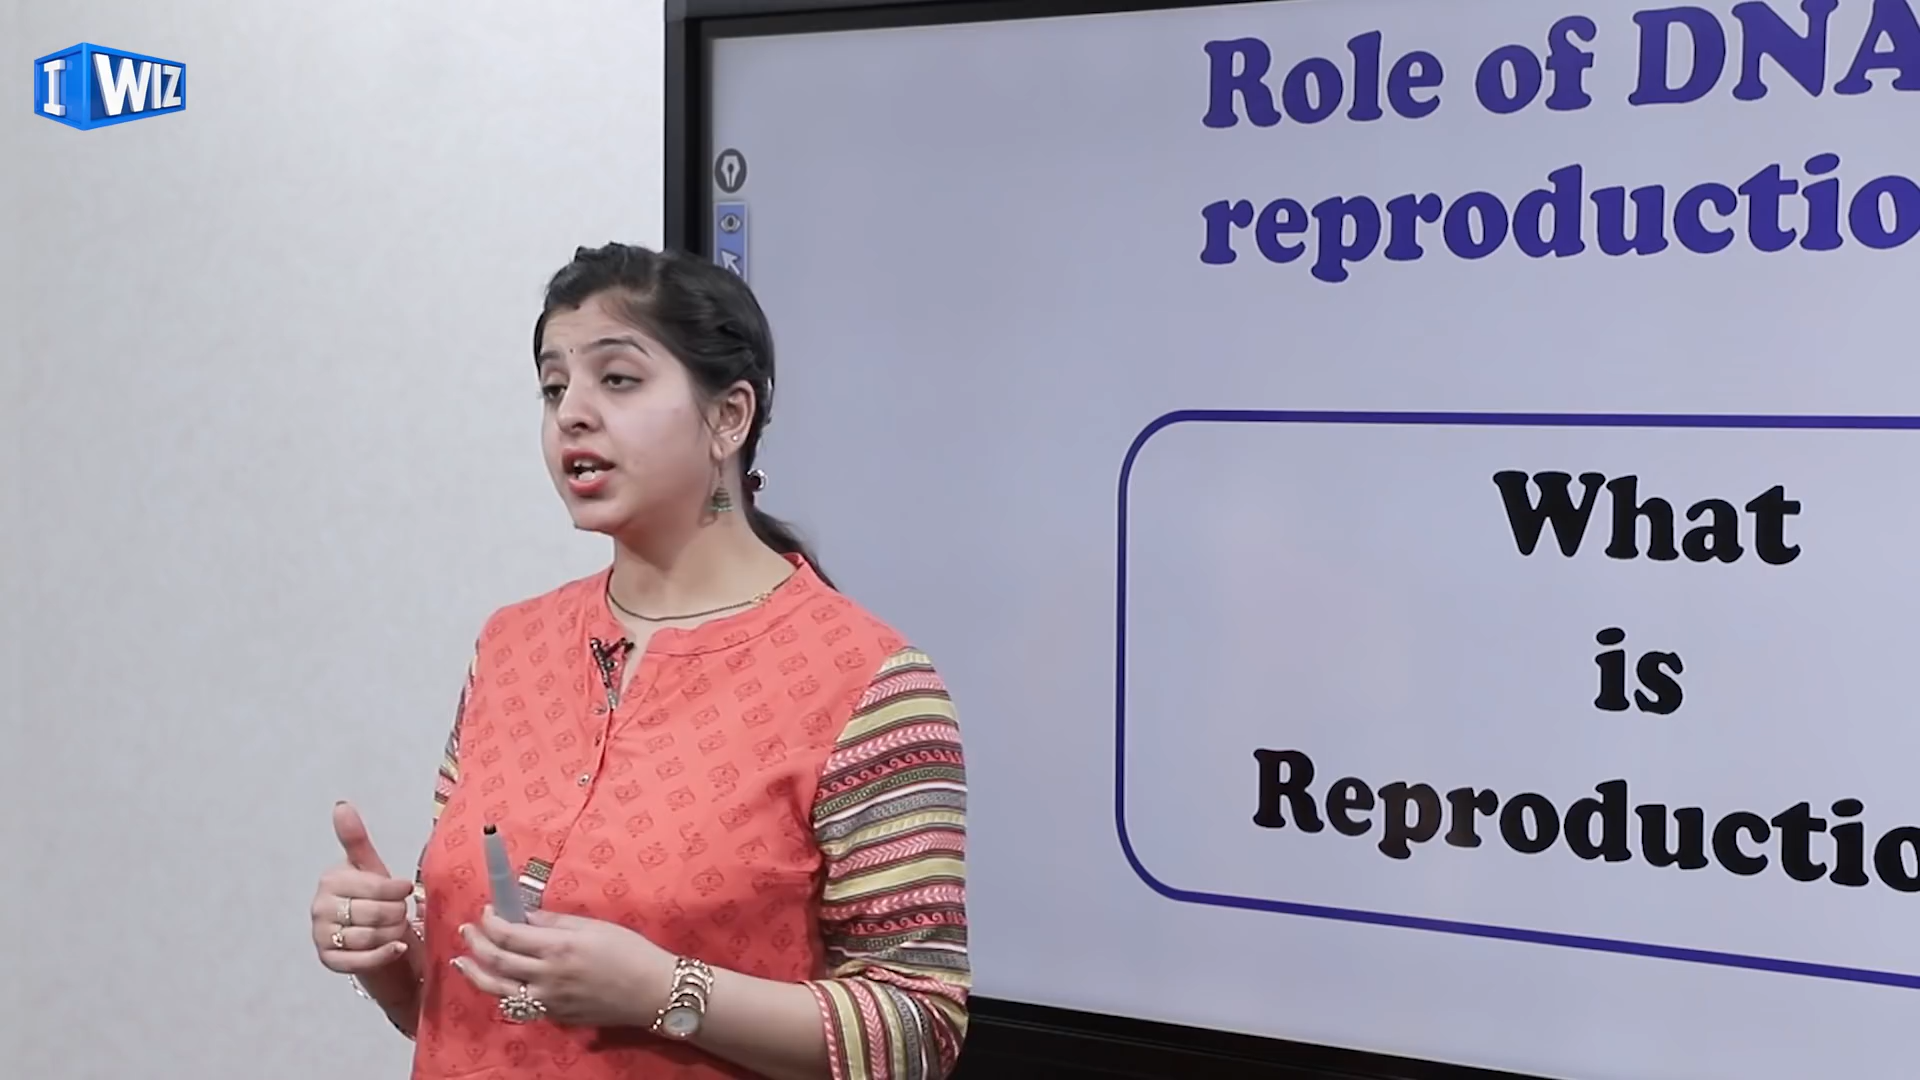 I WIZ
Role of DNA
reproductio
What
is
Reproductio